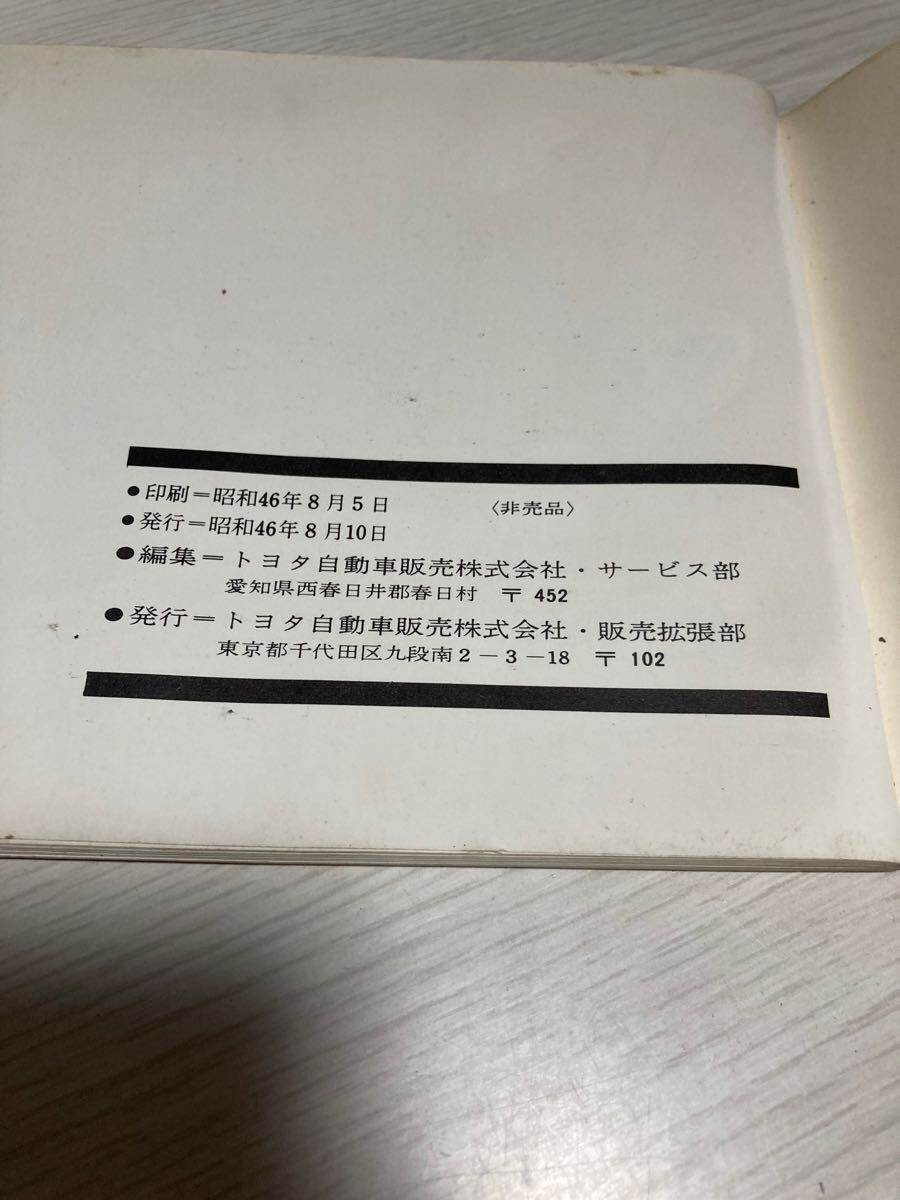 ●印刷＝昭和46年8月5日　〈非売品〉
●発行＝昭和46年8月10日
●編集＝トヨタ自動車販売株式会社・サービス部
愛知県西春日井郡春日村　〒452
●発行＝トヨタ自動車販売株式会社・販売拡張部
東京都千代田区九段南2－3－18　〒102